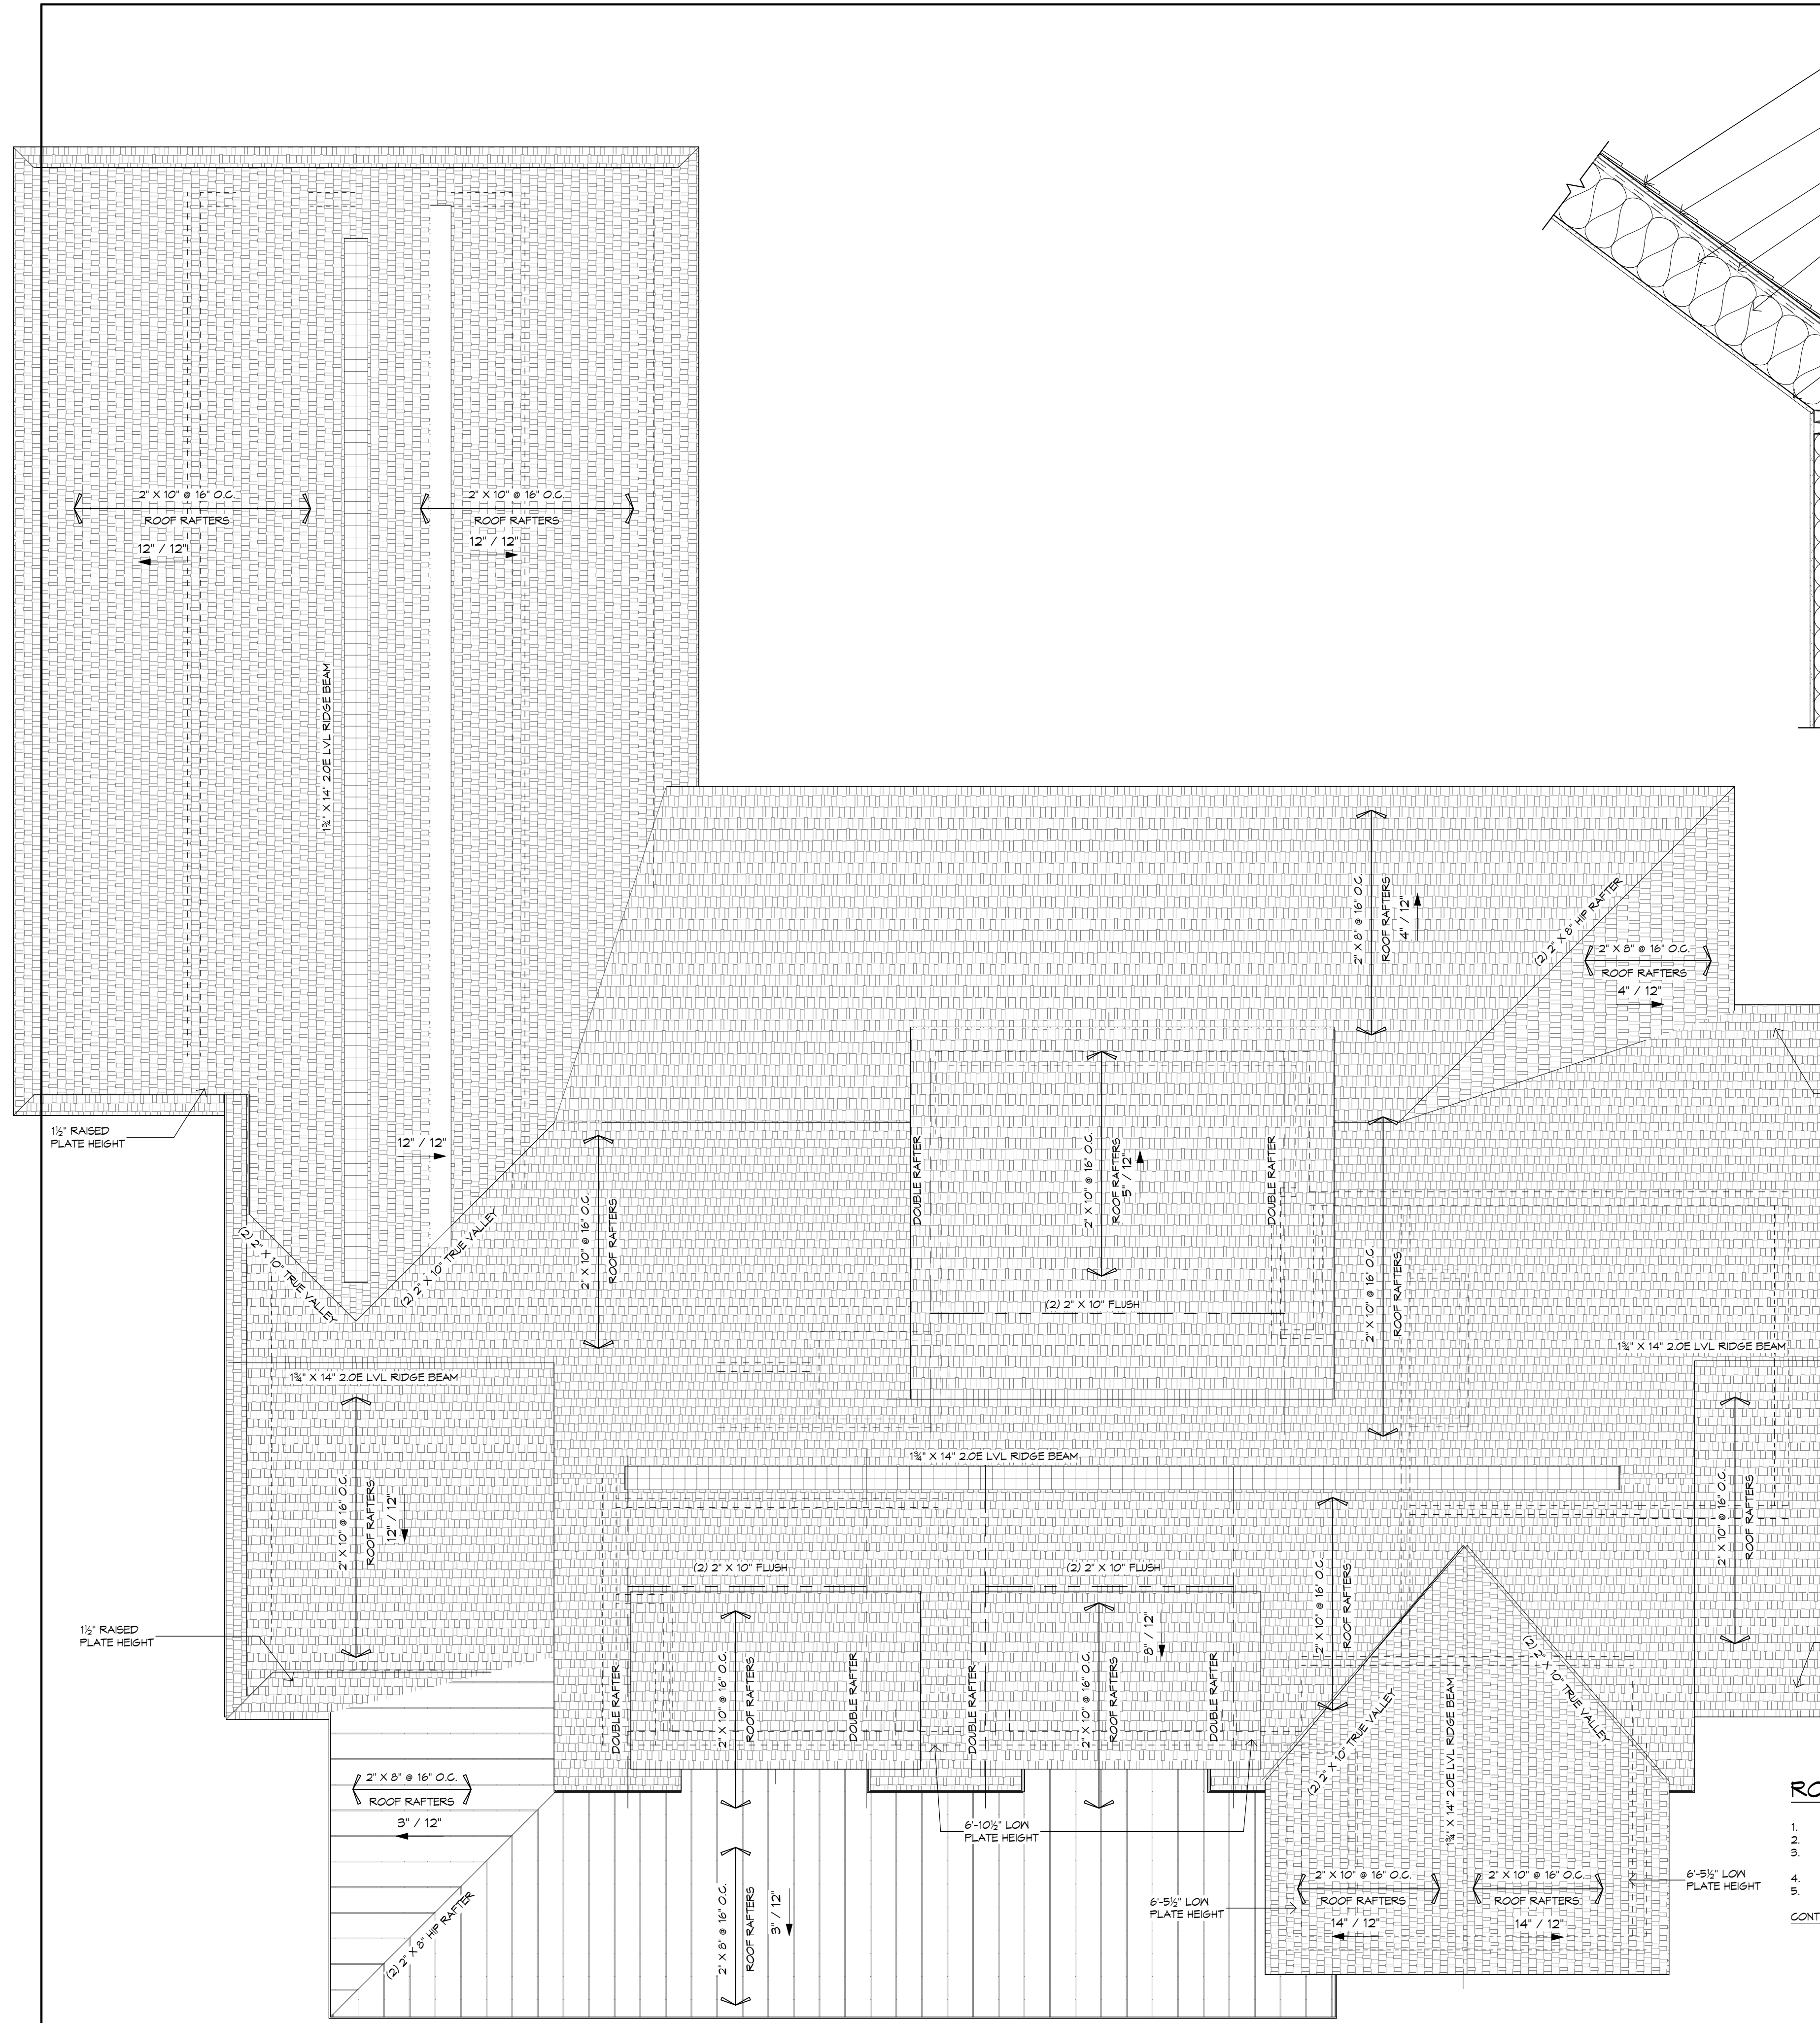 2" X 10" @ 16" O.C.
ROOF RAFTERS
12" / 12"
2" X 10" @ 16" O.C.
ROOF RAFTERS
12" / 12"
1¾" X 14" 2.0E LVL RIDGE BEAM
1½" RAISED
PLATE HEIGHT
12" / 12"
(2) 2" X 10" TRUE VALLEY
(2) 2" X 10" TRUE VALLEY
2" X 8" @ 16" O.C.
ROOF RAFTERS
4" / 12"
(2) 2" X 8" HIP RAFTER
2" X 8" @ 16" O.C.
ROOF RAFTERS
4" / 12"
2" X 10" @ 16" O.C.
ROOF RAFTERS
DOUBLE RAFTER
2" X 10" @ 16" O.C.
ROOF RAFTERS
5" / 12"
DOUBLE RAFTER
(2) 2" X 10" FLUSH
2" X 10" @ 16" O.C.
ROOF RAFTERS
1¾" X 14" 2.0E LVL RIDGE BEAM
1¾" X 14" 2.0E LVL RIDGE BEAM
2" X 10" @ 16" O.C.
ROOF RAFTERS
12" / 12"
1¾" X 14" 2.0E LVL RIDGE BEAM
2" X 10" @ 16" O.C.
ROOF RAFTERS
1½" RAISED
PLATE HEIGHT
(2) 2" X 10" FLUSH
(2) 2" X 10" FLUSH
DOUBLE RAFTER
2" X 10" @ 16" O.C.
ROOF RAFTERS
DOUBLE RAFTER
DOUBLE RAFTER
2" X 10" @ 16" O.C.
ROOF RAFTERS
8" / 12"
DOUBLE RAFTER
2" X 10" @ 16" O.C.
ROOF RAFTERS
(2) 2" X 10" TRUE VALLEY
1¾" X 14" 2.0E LVL RIDGE BEAM
(2) 2" X 10" TRUE VALLEY
2" X 8" @ 16" O.C.
ROOF RAFTERS
3" / 12"
(2) 2" X 8" HIP RAFTER
2" X 8" @ 16" O.C.
ROOF RAFTERS
3" / 12"
6'-10½" LOW
PLATE HEIGHT
6'-5½" LOW
PLATE HEIGHT
2" X 10" @ 16" O.C.
ROOF RAFTERS
14" / 12"
2" X 10" @ 16" O.C.
ROOF RAFTERS
14" / 12"
6'-5½" LOW
PLATE HEIGHT
RO
1.
2.
3.
4.
5.
CONT